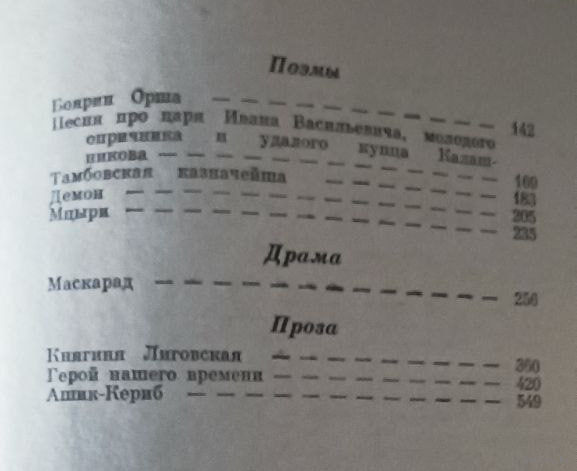 Поэмы
Боярин Орша — — — — — — — — — — 142
Песня про царя Ивана Васильевича, молодого
опричника и удалого купца Калаш-
никова — — — — — — — — — — — — 160
Тамбовская казначейша — — — — — — — 183
Демон — — — — — — — — — — — — 205
Мцыри — — — — — — — — — — — — 235
Драма
Маскарад — — — — — — — — — — — 256
Проза
Княгиня Лиговская — — — — — — — — 360
Герой нашего времени — — — — — — — — 420
Ашик-Кериб — — — — — — — — — — 549